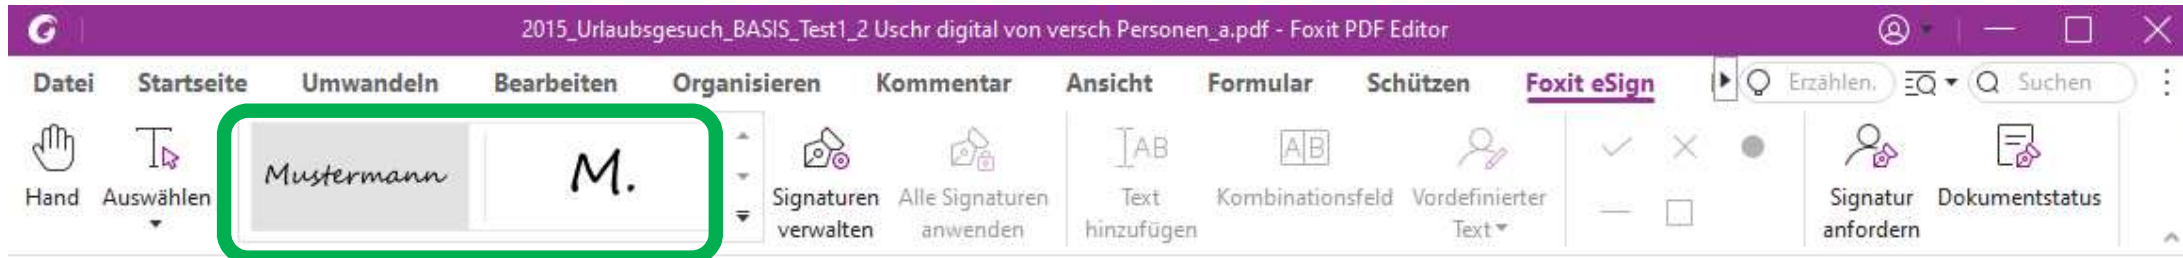 2015_Urlaubsgesuch_BASIS_Test1_2 Uschr digital von versch Personen_a.pdf - Foxit PDF Editor
Datei Startseite Umwandeln Bearbeiten Organisieren Kommentar Ansicht Formular Schützen Foxit eSign Erzählen. Suchen
Mustermann M. AB AB
Hand Auswählen Signaturen Alle Signaturen Text Kombinationsfeld Vordefinierter Signatur Dokumentstatus
verwalten anwenden hinzufügen Text anfordern